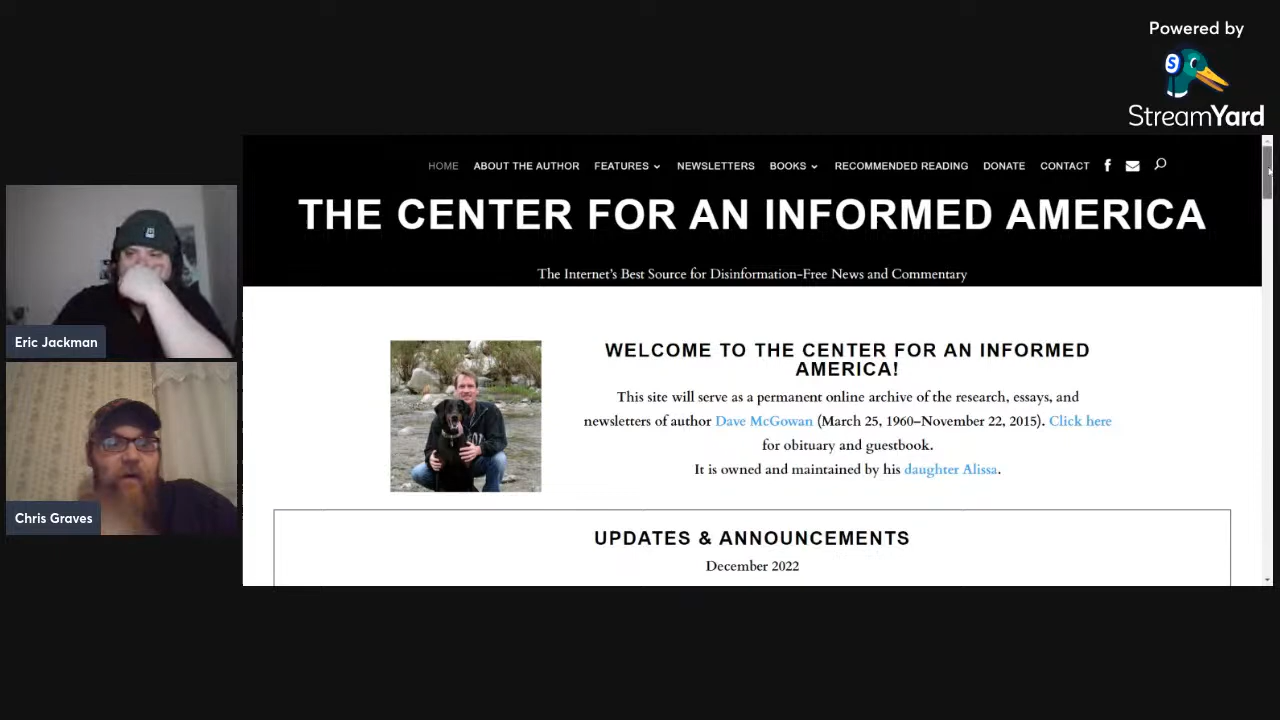 Powered by
S
StreamYard
HOME ABOUT THE AUTHOR FEATURES NEWSLETTERS BOOKS RECOMMENDED READING DONATE CONTACT f
THE CENTER FOR AN INFORMED AMERICA
The Internet's Best Source for Disinformation-Free News and Commentary
WELCOME TO THE CENTER FOR AN INFORMED
AMERICA!
This site will serve as a permanent online archive of the research, essays, and
newsletters of author Dave McGowan (March 25, 1960–November 22, 2015). Click here
for obituary and guestbook.
It is owned and maintained by his daughter Alissa.
UPDATES & ANNOUNCEMENTS
December 2022
Eric Jackman
Chris Graves